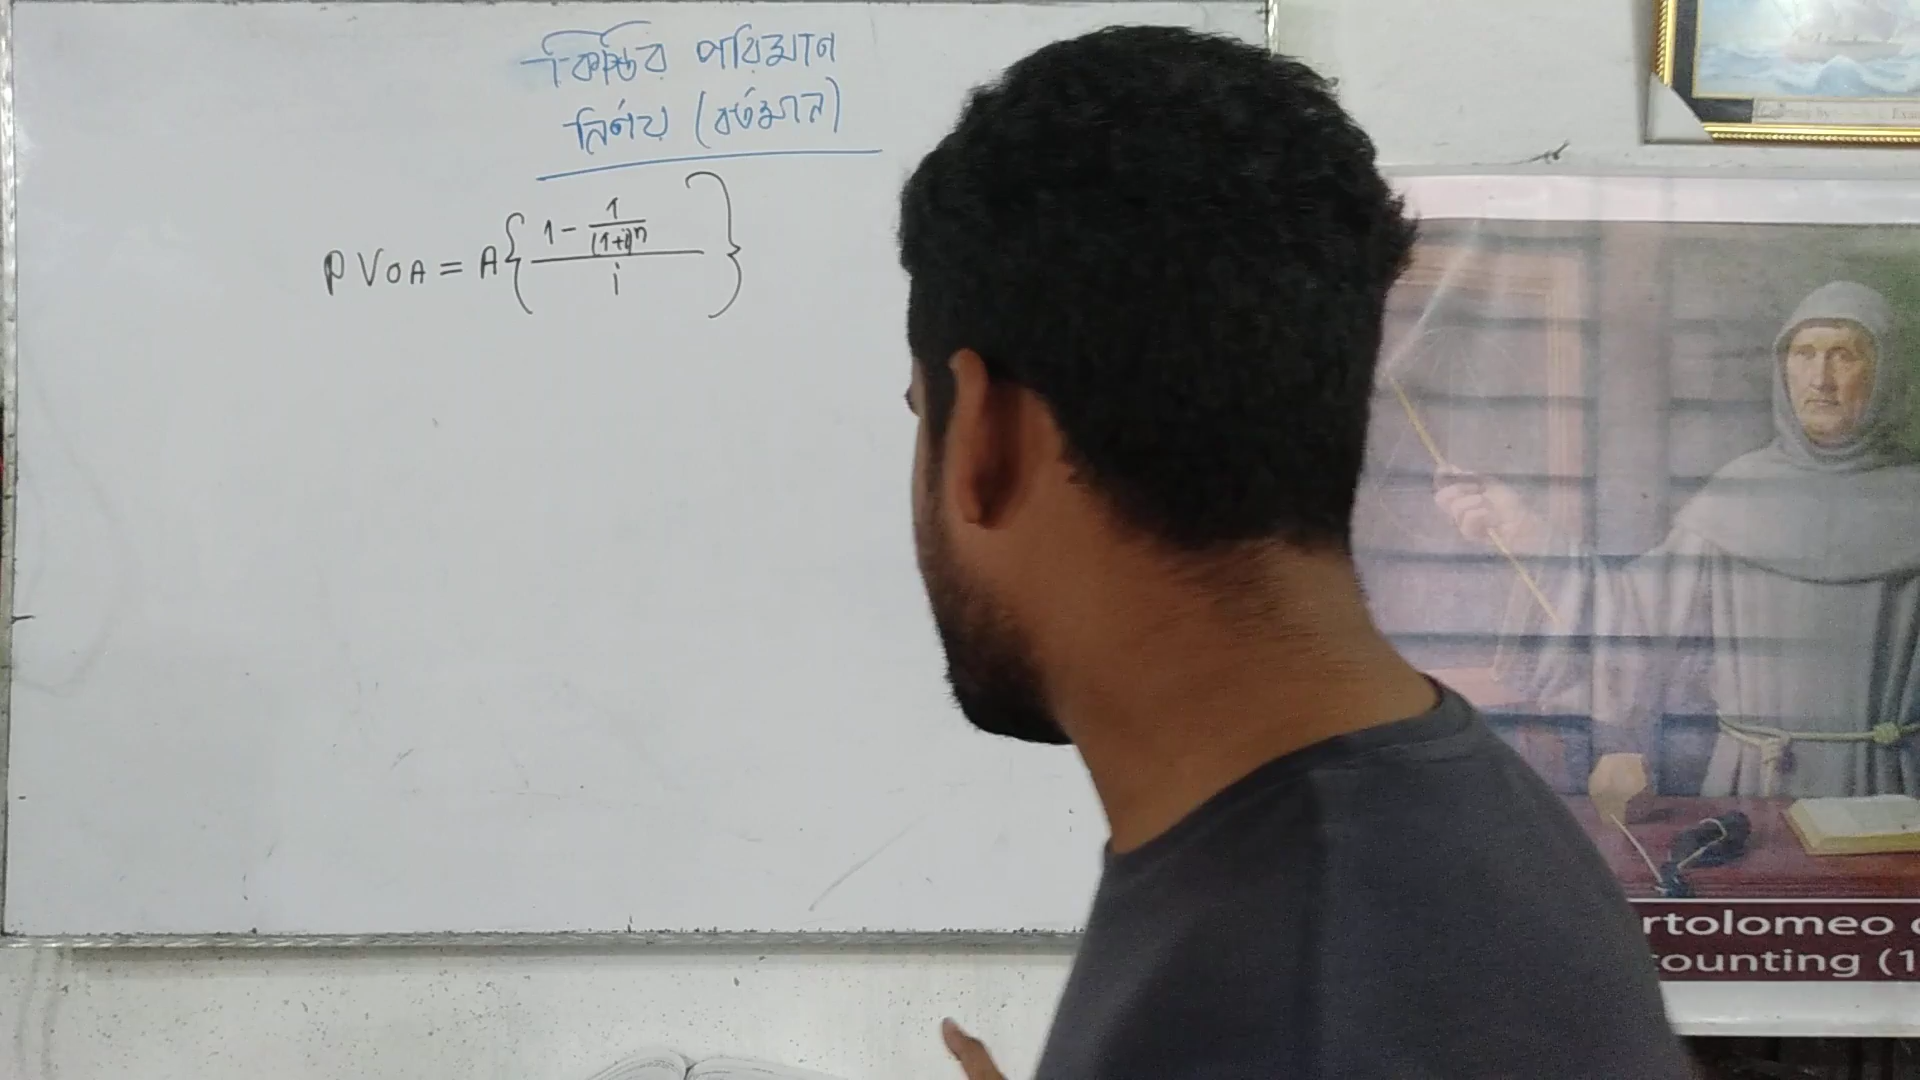 কিস্তির পরিমাণ
নির্ণয় (বর্তমান)
PVOA = A{ (1 - 1/(1+i)ⁿ) / i }
rtolomeo
counting (1